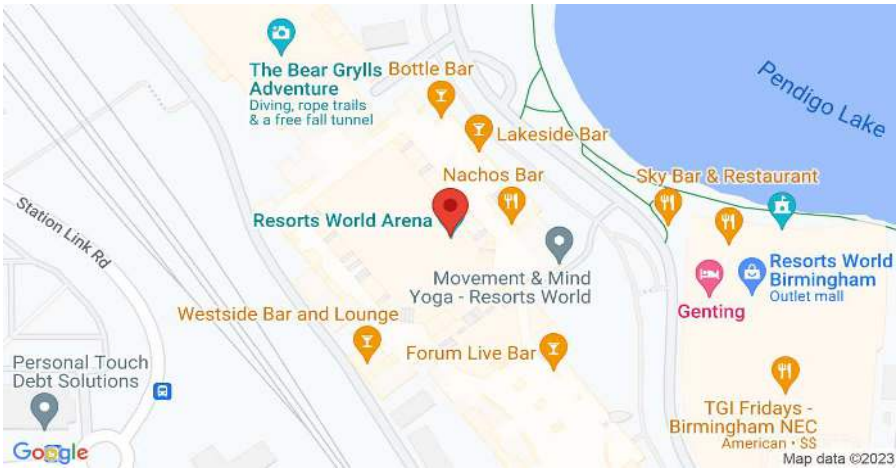 The Bear Grylls
Adventure
Diving, rope trails
& a free fall tunnel
Bottle Bar
Lakeside Bar
Pendigo Lake
Nachos Bar
Sky Bar & Restaurant
Resorts World Arena
Station Link Rd
Movement & Mind
Yoga - Resorts World
Resorts World
Birmingham
Outlet mall
Genting
Westside Bar and Lounge
Forum Live Bar
Personal Touch
Debt Solutions
TGI Fridays -
Birmingham NEC
American • $$
Google
Map data ©2023